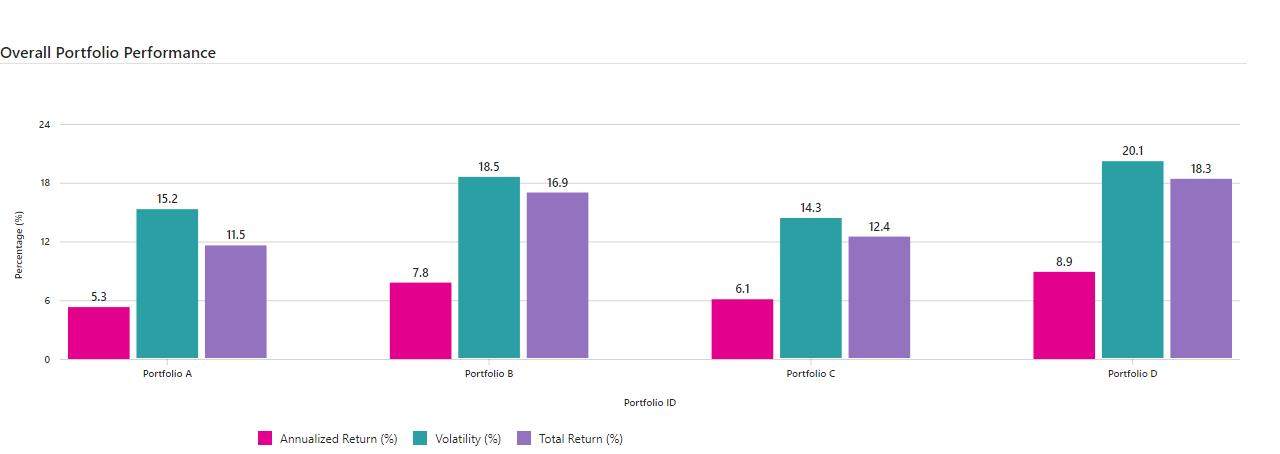 Overall Portfolio Performance
24
18
12
6
0
Percentage (%)
5.3
15.2
11.5
7.8
18.5
16.9
6.1
14.3
12.4
8.9
20.1
18.3
Portfolio A
Portfolio B
Portfolio C
Portfolio D
Portfolio ID
Annualized Return (%)
Volatility (%)
Total Return (%)